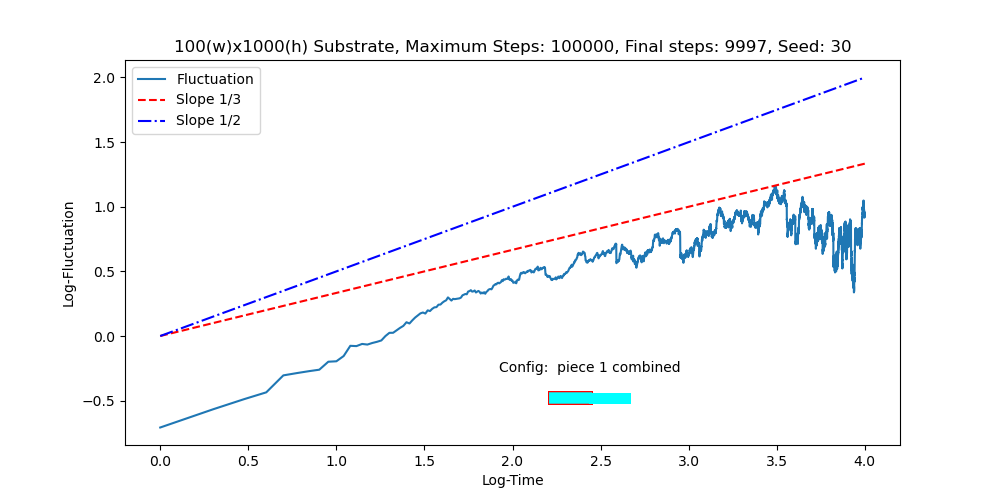 100(w)x1000(h) Substrate, Maximum Steps: 100000, Final steps: 9997, Seed: 30
Fluctuation
Slope 1/3
Slope 1/2
2.0
1.5
1.0
0.5
0.0
−0.5
Log-Fluctuation
Config:  piece 1 combined
0.0 0.5 1.0 1.5 2.0 2.5 3.0 3.5 4.0
Log-Time